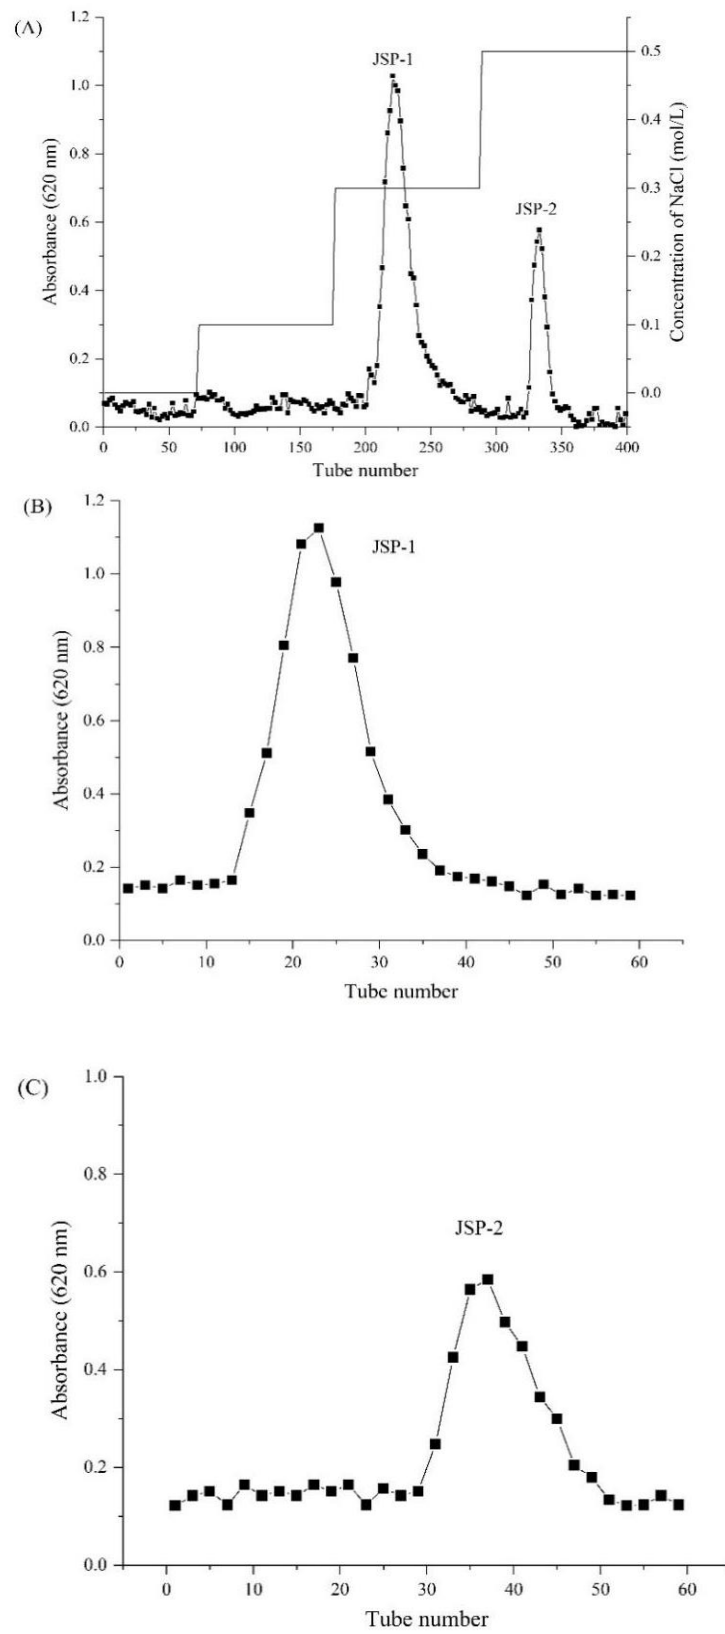 (A)
1.2
1.0
0.8
0.6
0.4
0.2
0.0
Absorbance (620 nm)
JSP-1
JSP-2
0.5
0.4
0.3
0.2
0.1
0.0
Concentration of NaCl (mol/L)
0 50 100 150 200 250 300 350 400
Tube number
(B)
1.2
1.0
0.8
0.6
0.4
0.2
0.0
Absorbance (620 nm)
JSP-1
0 10 20 30 40 50 60
Tube number
(C)
1.0
0.8
0.6
0.4
0.2
0.0
Absorbance (620 nm)
JSP-2
0 10 20 30 40 50 60
Tube number